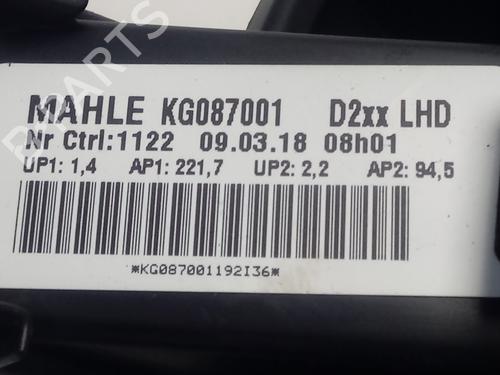 MAHLE KG087001 D2xx LHD
Nr Ctrl:1122 09.03.18 08h01
UP1: 1,4 AP1: 221,7 UP2: 2,2 AP2: 94,5
*KG087001192I36*
B PARTS